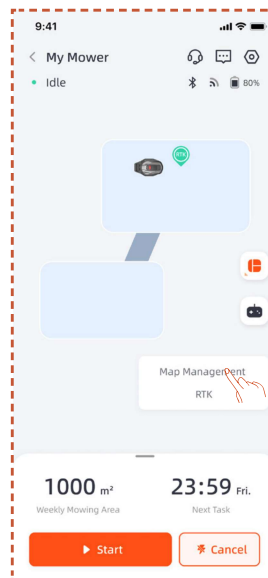 9:41
My Mower
Idle
80%
RTK
Map Management
RTK
1000 m²
23:59 Fri.
Weekly Mowing Area
Next Task
Start
Cancel